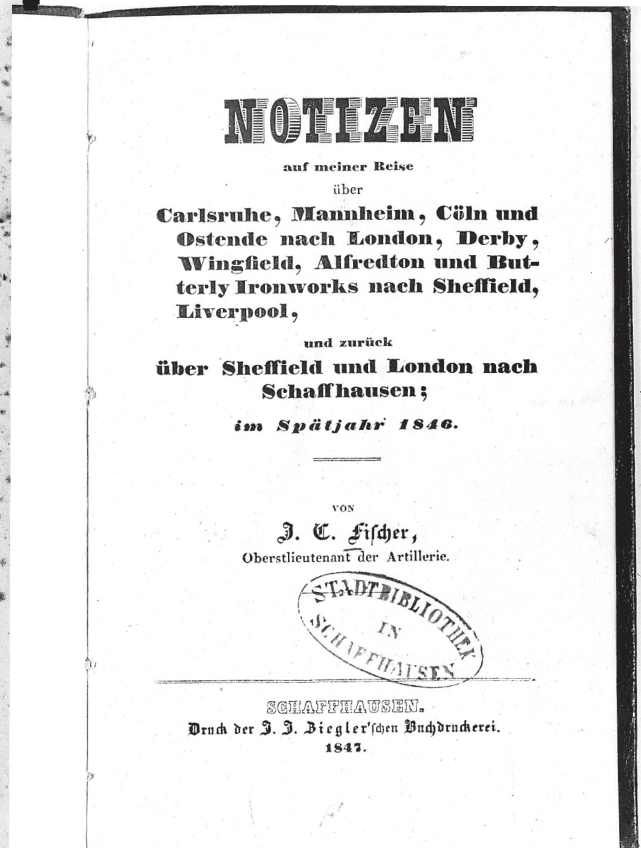 NOTIZEN
auf meiner Reise
über
Carlsruhe, Mannheim, Cöln und
Ostende nach London, Derby,
Wingfield, Alfredton und But-
terly Ironworks nach Sheffield,
Liverpool,
und zurück
über Sheffield und London nach
Schaffhausen;
im Spätjahr 1846.
VON
J. C. Fischer,
Oberstlieutenant der Artillerie.
STADTBIBLIOTHEK
IN
SCHAFFHAUSEN
SCHAFFHAUSEN.
Druck der J. J. Ziegler'schen Buchdruckerei.
1847.